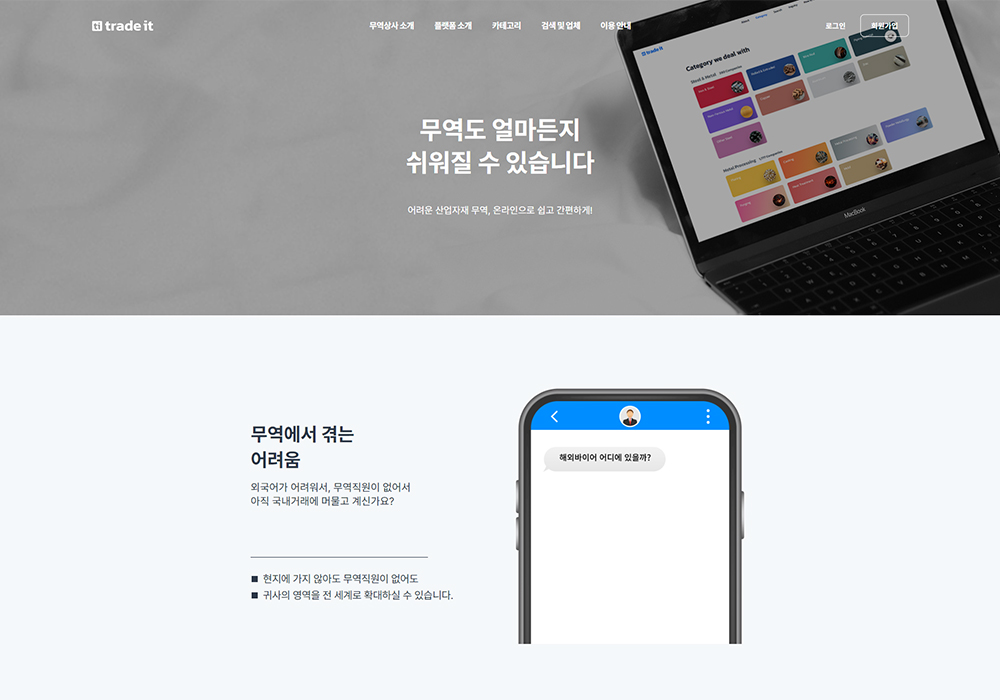 ti trade it
무역상사 소개
플랫폼 소개
카테고리
검색 및 업체
이용 안내
로그인
회원가입
무역도 얼마든지
쉬워질 수 있습니다
어려운 산업자재 무역, 온라인으로 쉽고 간편하게!
trade it
Category we deal with
Steel & Metal
Metal Processing
MacBook
무역에서 겪는
어려움
외국어가 어려워서, 무역직원이 없어서
아직 국내거래에 머물고 계신가요?
현지에 가지 않아도 무역직원이 없어도
귀사의 영역을 전 세계로 확대하실 수 있습니다.
해외바이어 어디에 있을까?